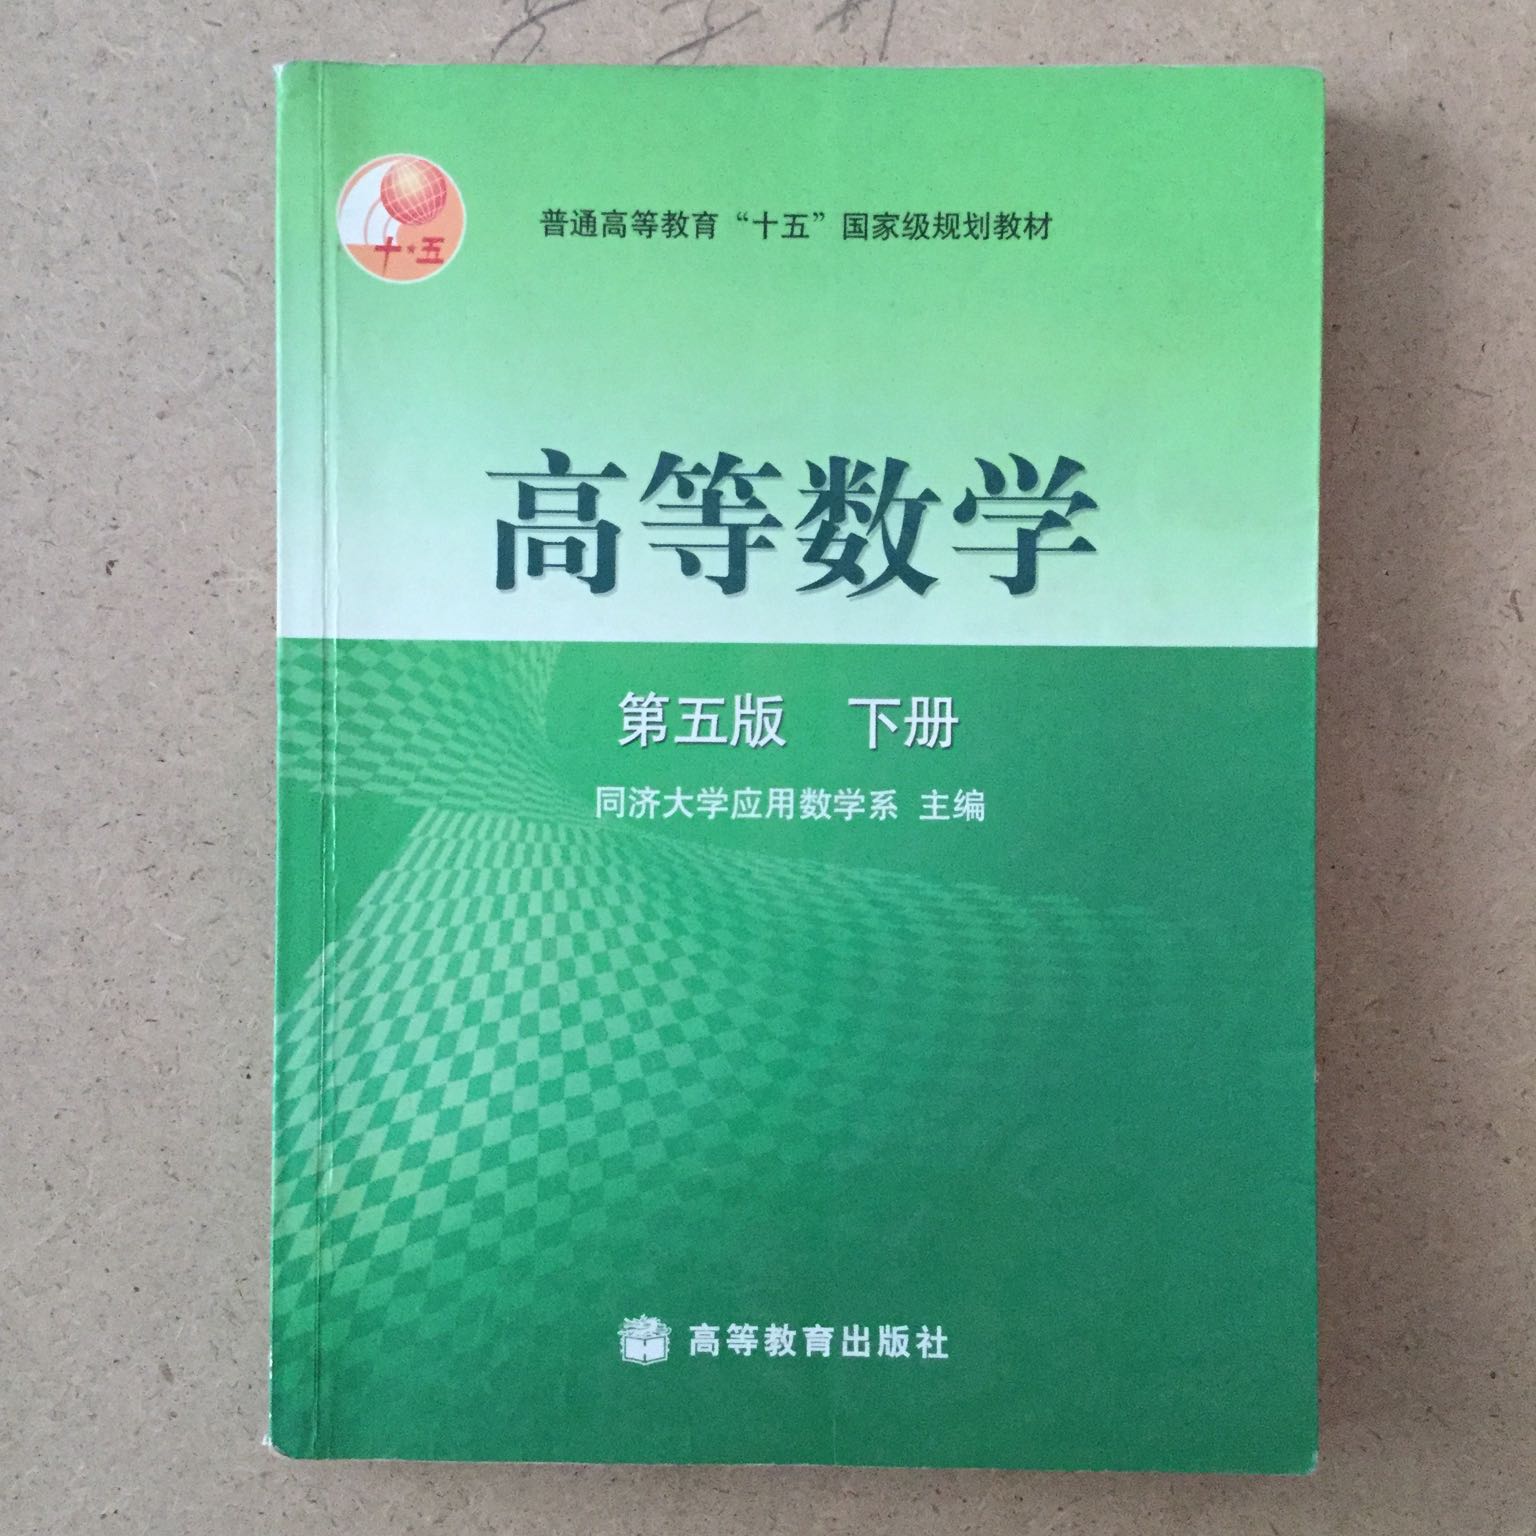 十·五
普通高等教育“十五”国家级规划教材
高等数学
第五版 下册
同济大学应用数学系 主编
高等教育出版社